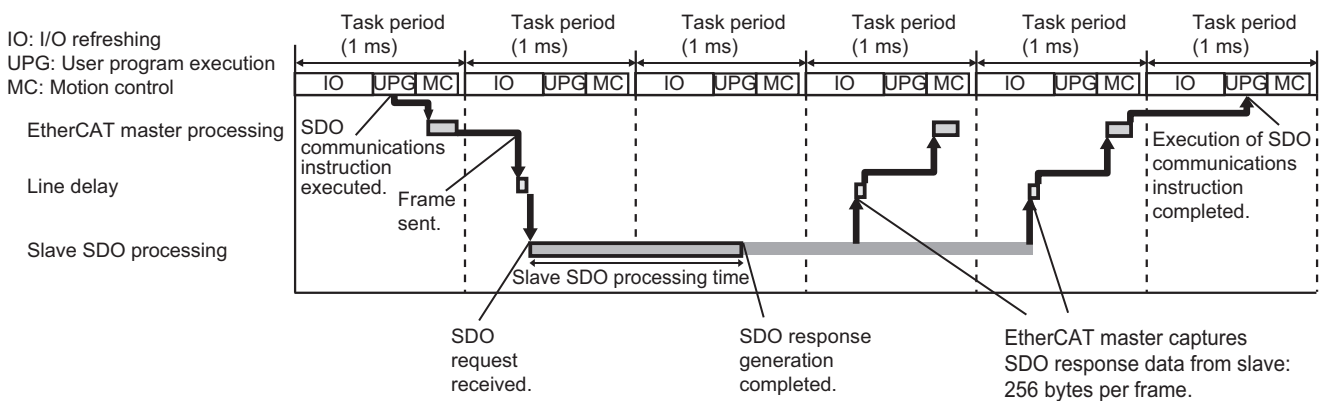 IO: I/O refreshing
UPG: User program execution
MC: Motion control
Task period
(1 ms)
Task period
(1 ms)
Task period
(1 ms)
Task period
(1 ms)
Task period
(1 ms)
Task period
(1 ms)
IO UPG MC IO UPG MC IO UPG MC IO UPG MC IO UPG MC IO UPG MC
EtherCAT master processing
SDO
communications
instruction
executed.
Execution of SDO
communications
instruction
completed.
Line delay
Frame
sent.
Slave SDO processing
Slave SDO processing time
SDO
request
received.
SDO response
generation
completed.
EtherCAT master captures
SDO response data from slave:
256 bytes per frame.